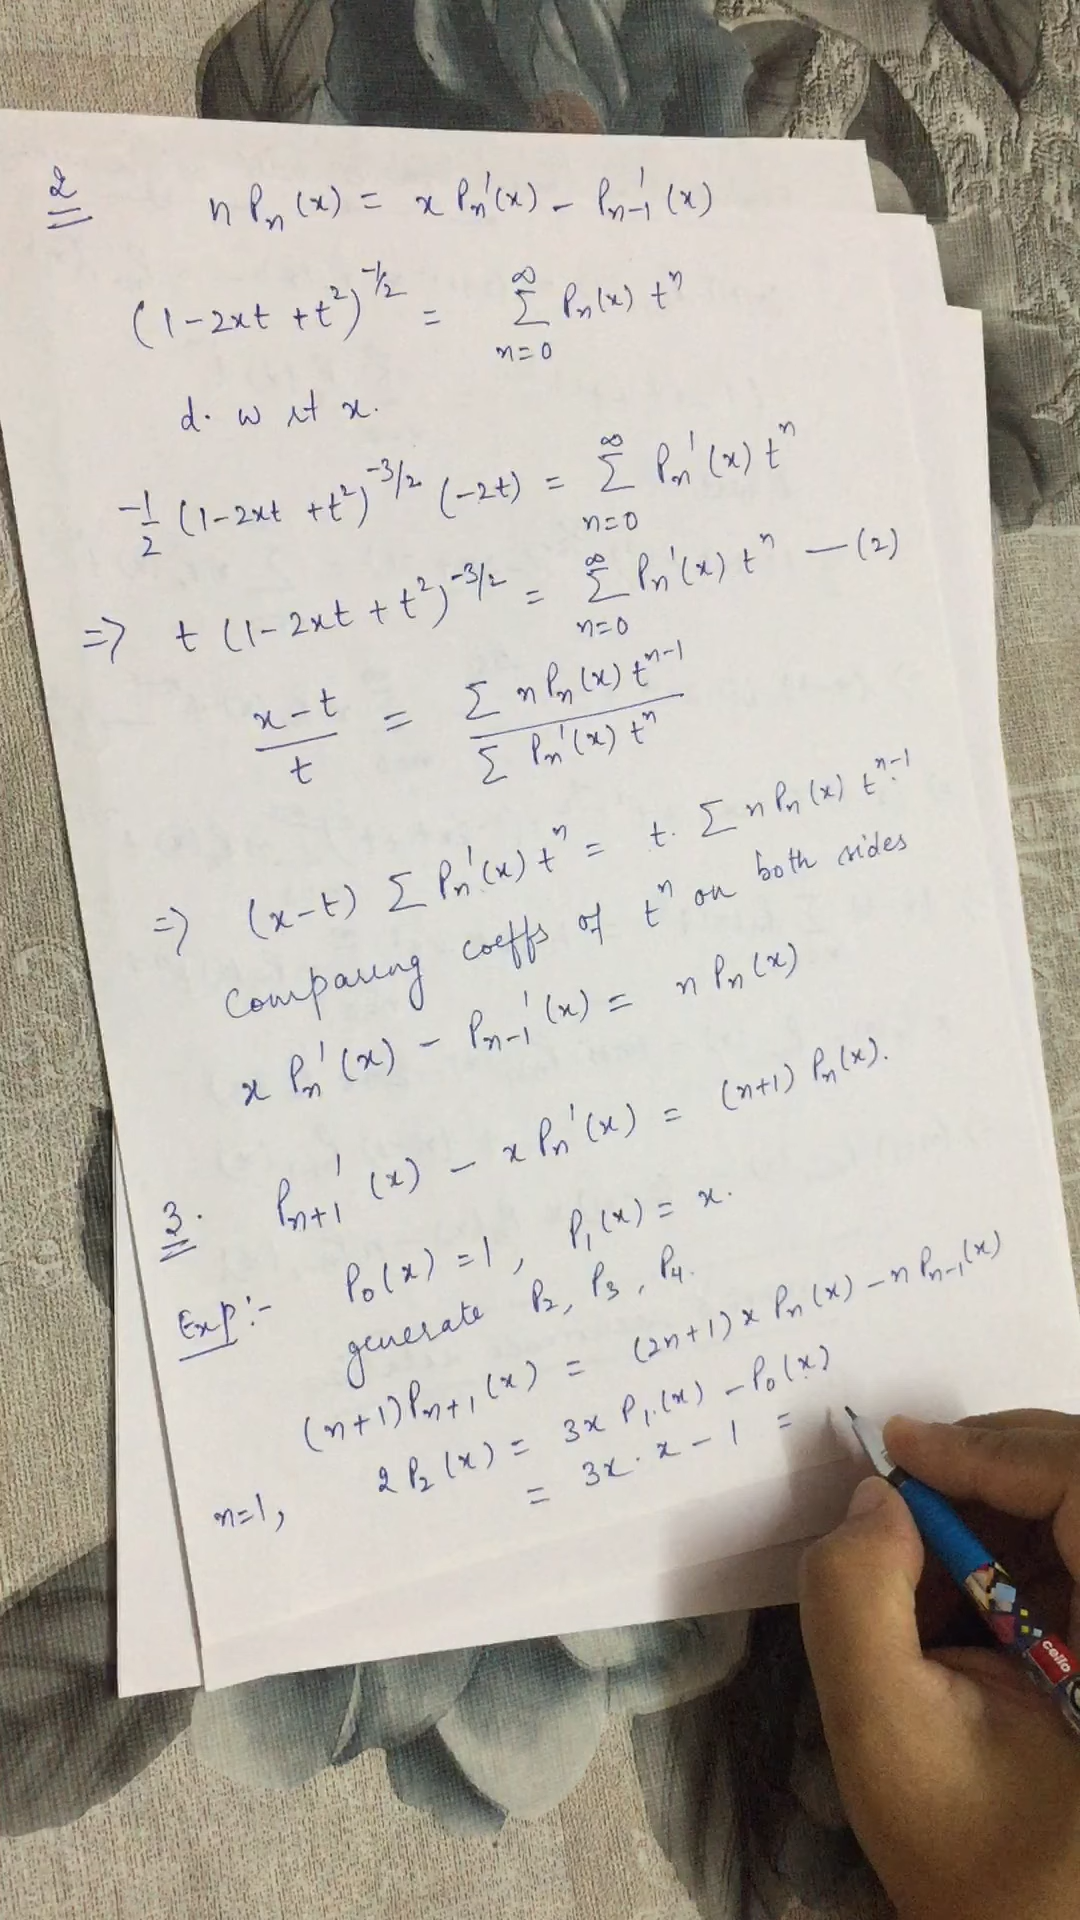 2 n Pn(x) = x Pn'(x) - Pn-1'(x)
(1-2xt+t²)^-1/2 = ∑ n=0 ∞ Pn(x) t^n
d. w rt x.
-1/2 (1-2xt+t²)^-3/2 (-2t) = ∑ n=0 ∞ Pn'(x) t^n
=> t (1-2xt+t²)^-3/2 = ∑ n=0 ∞ Pn'(x) t^n — (2)
x-t / t = ∑ n Pn(x) t^n-1 / ∑ Pn'(x) t^n
=> (x-t) ∑ Pn'(x) t^n = t. ∑ n Pn(x) t^n-1
Comparing coeffs of t^n on both sides
x Pn'(x) - Pn-1'(x) = n Pn(x)
3. Pn+1'(x) - x Pn'(x) = (n+1) Pn(x).
Exp:- P0(x) = 1, P1(x) = x.
generate P2, P3, P4.
(n+1) Pn+1(x) = (2n+1) x Pn(x) - n Pn-1(x)
n=1, 2 P2(x) = 3x P1(x) - P0(x)
= 3x . x - 1 =
cello